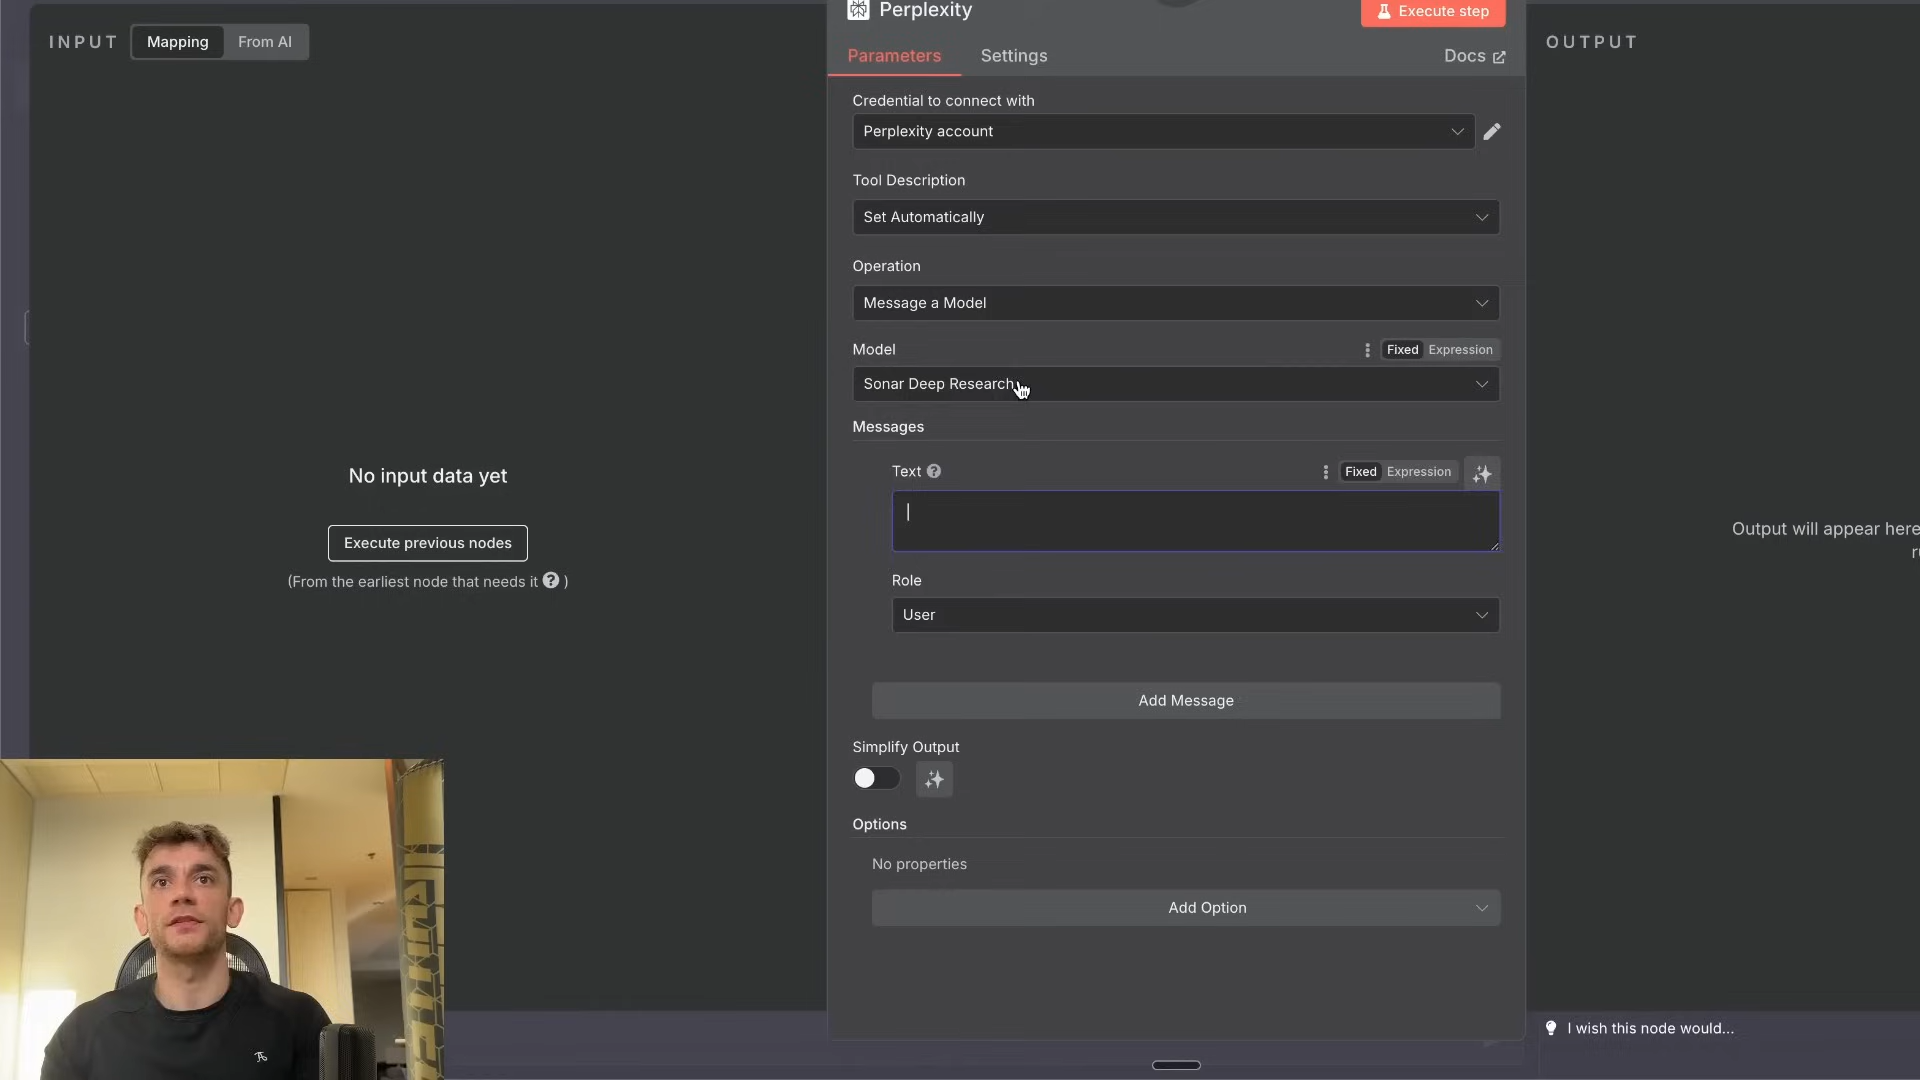 INPUT
Mapping
From AI
No input data yet
Execute previous nodes
(From the earliest node that needs it ? )
Perplexity
Execute step
Parameters
Settings
Docs
Credential to connect with
Perplexity account
Tool Description
Set Automatically
Operation
Message a Model
Model
Fixed Expression
Sonar Deep Research
Messages
Text ?
Fixed Expression
Role
User
Add Message
Simplify Output
Options
No properties
Add Option
OUTPUT
Output will appear here
I wish this node would...